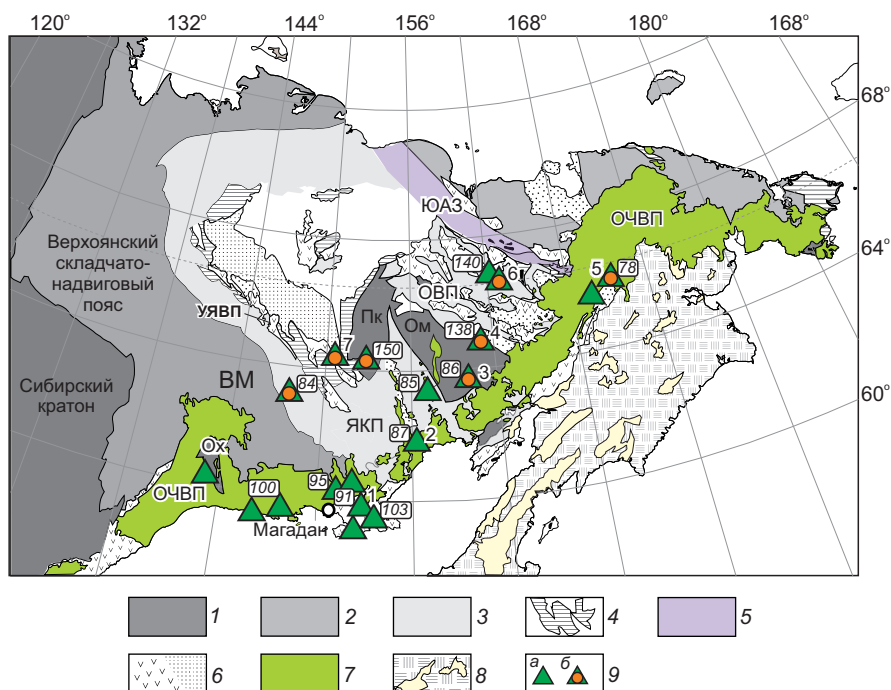 120° 132° 144° 156° 168° 180° 168°
68°
ЮАЗ
ОЧВП
64°
Верхоянский
складчато-
надвиговый
пояс
140
6
5
78
УЯВП
ОВП
Пк
Ом
138
4
7
150
86
3
Сибирский
кратон
ВМ
84
85
60°
ЯКП
87
2
Ох
ОЧВП
100
95
91
1
103
Магадан
1 2 3 4 5
6 7 8 а б 9